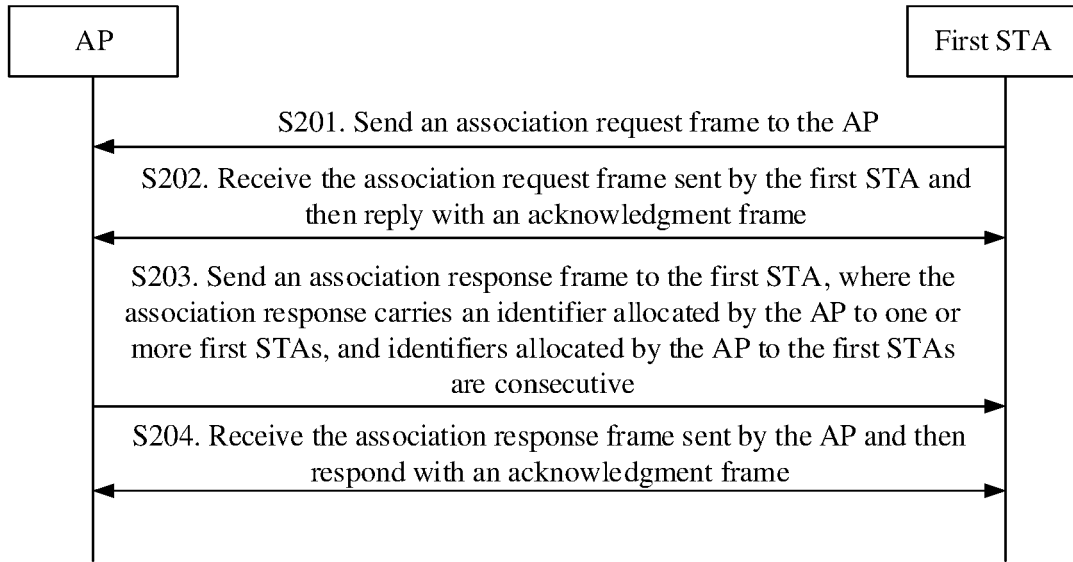 AP
First STA
S201. Send an association request frame to the AP
S202. Receive the association request frame sent by the first STA and
then reply with an acknowledgment frame
S203. Send an association response frame to the first STA, where the
association response carries an identifier allocated by the AP to one or
more first STAs, and identifiers allocated by the AP to the first STAs
are consecutive
S204. Receive the association response frame sent by the AP and then
respond with an acknowledgment frame